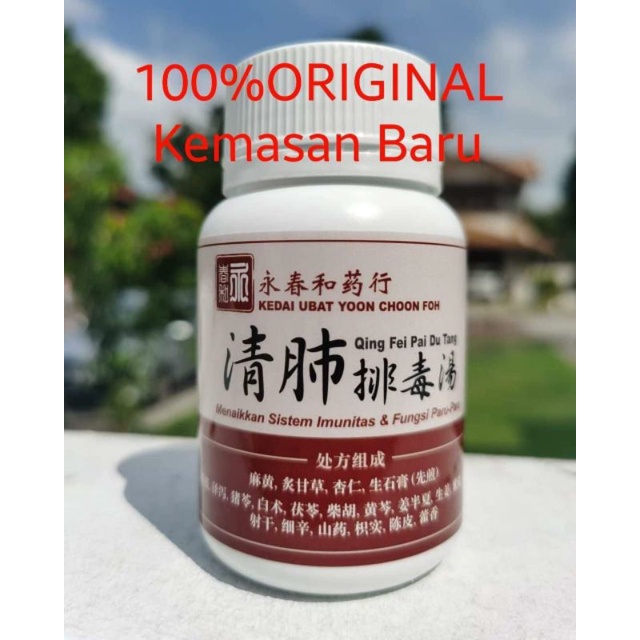 100%ORIGINAL
Kemasan Baru
永春和药行
KEDAI UBAT YOON CHOON FOH
清肺排毒湯
Qing Fei Pai Du Tang
Menaikkan Sistem Imunitas & Fungsi Paru-Paru
处方组成
麻黄, 炙甘草, 杏仁, 生石膏 (先煎)
泽泻, 猪苓, 白术, 茯苓, 柴胡, 黄芩, 姜半夏, 生姜,
射干, 细辛, 山药, 枳实, 陈皮, 藿香